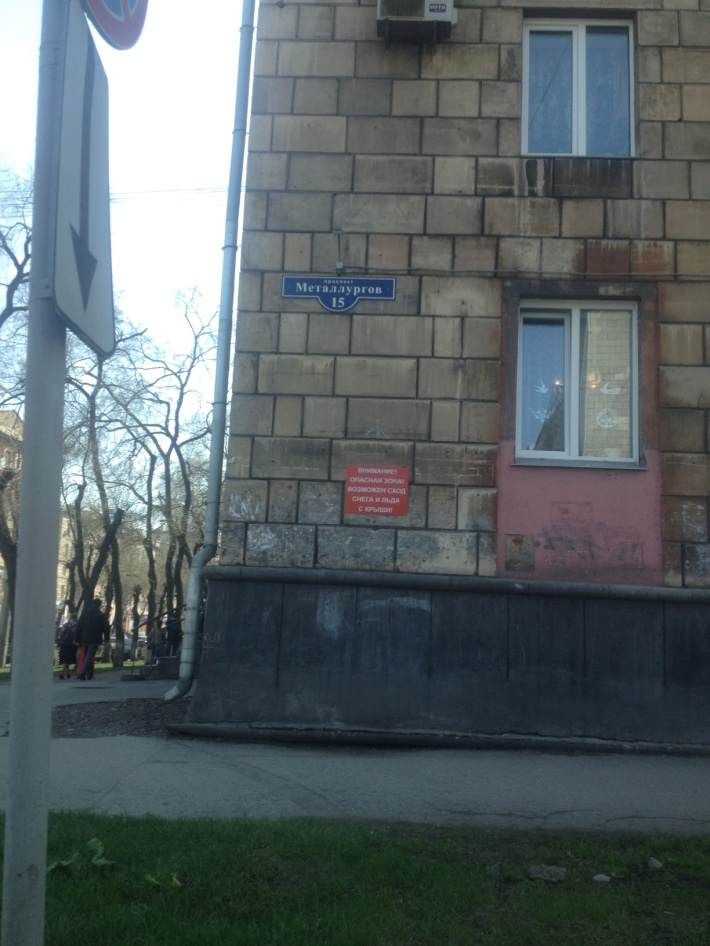 проспект
Металлургов
15
ВНИМАНИЕ!
ОПАСНАЯ ЗОНА!
ВОЗМОЖЕН СХОД
СНЕГА И ЛЬДА
С КРЫШИ!